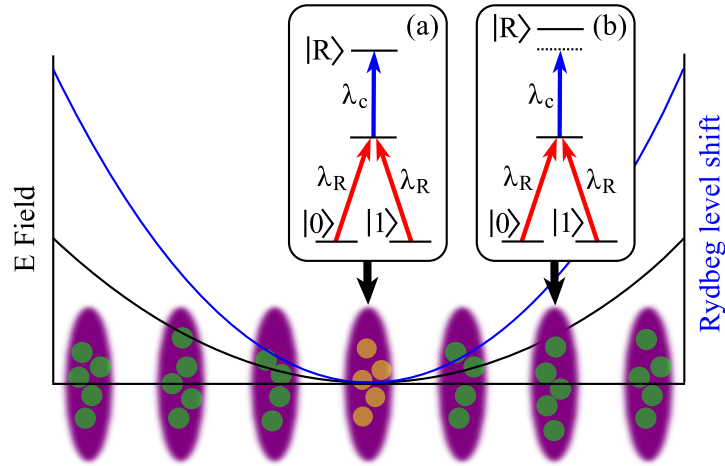 (a)
|R⟩
λc
λR
λR
|0⟩
|1⟩
(b)
|R⟩
λc
λR
λR
|0⟩
|1⟩
E Field
Rydbeg level shift